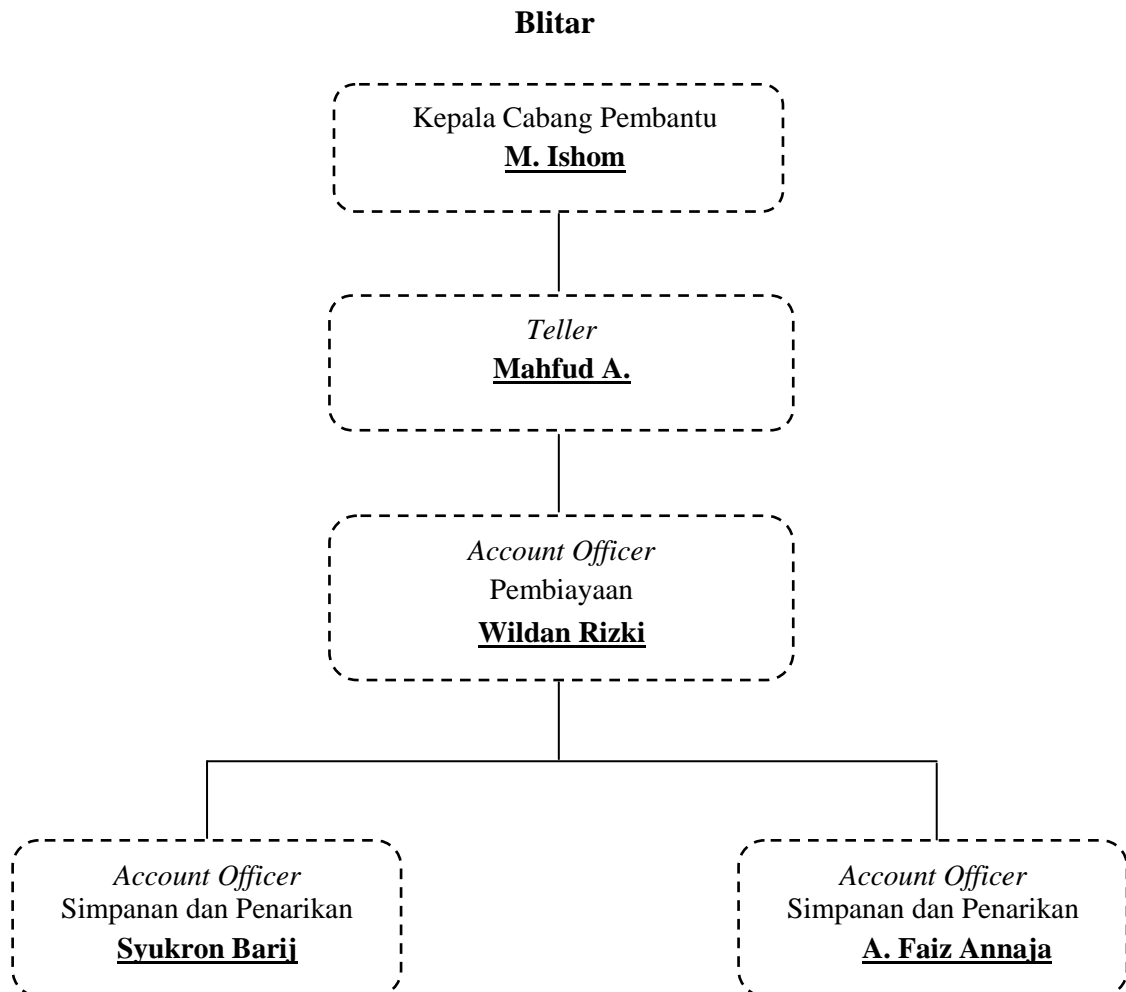 Blitar
Kepala Cabang Pembantu
M. Ishom
Teller
Mahfud A.
Account Officer
Pembiayaan
Wildan Rizki
Account Officer
Simpanan dan Penarikan
Syukron Barij
Account Officer
Simpanan dan Penarikan
A. Faiz Annaja